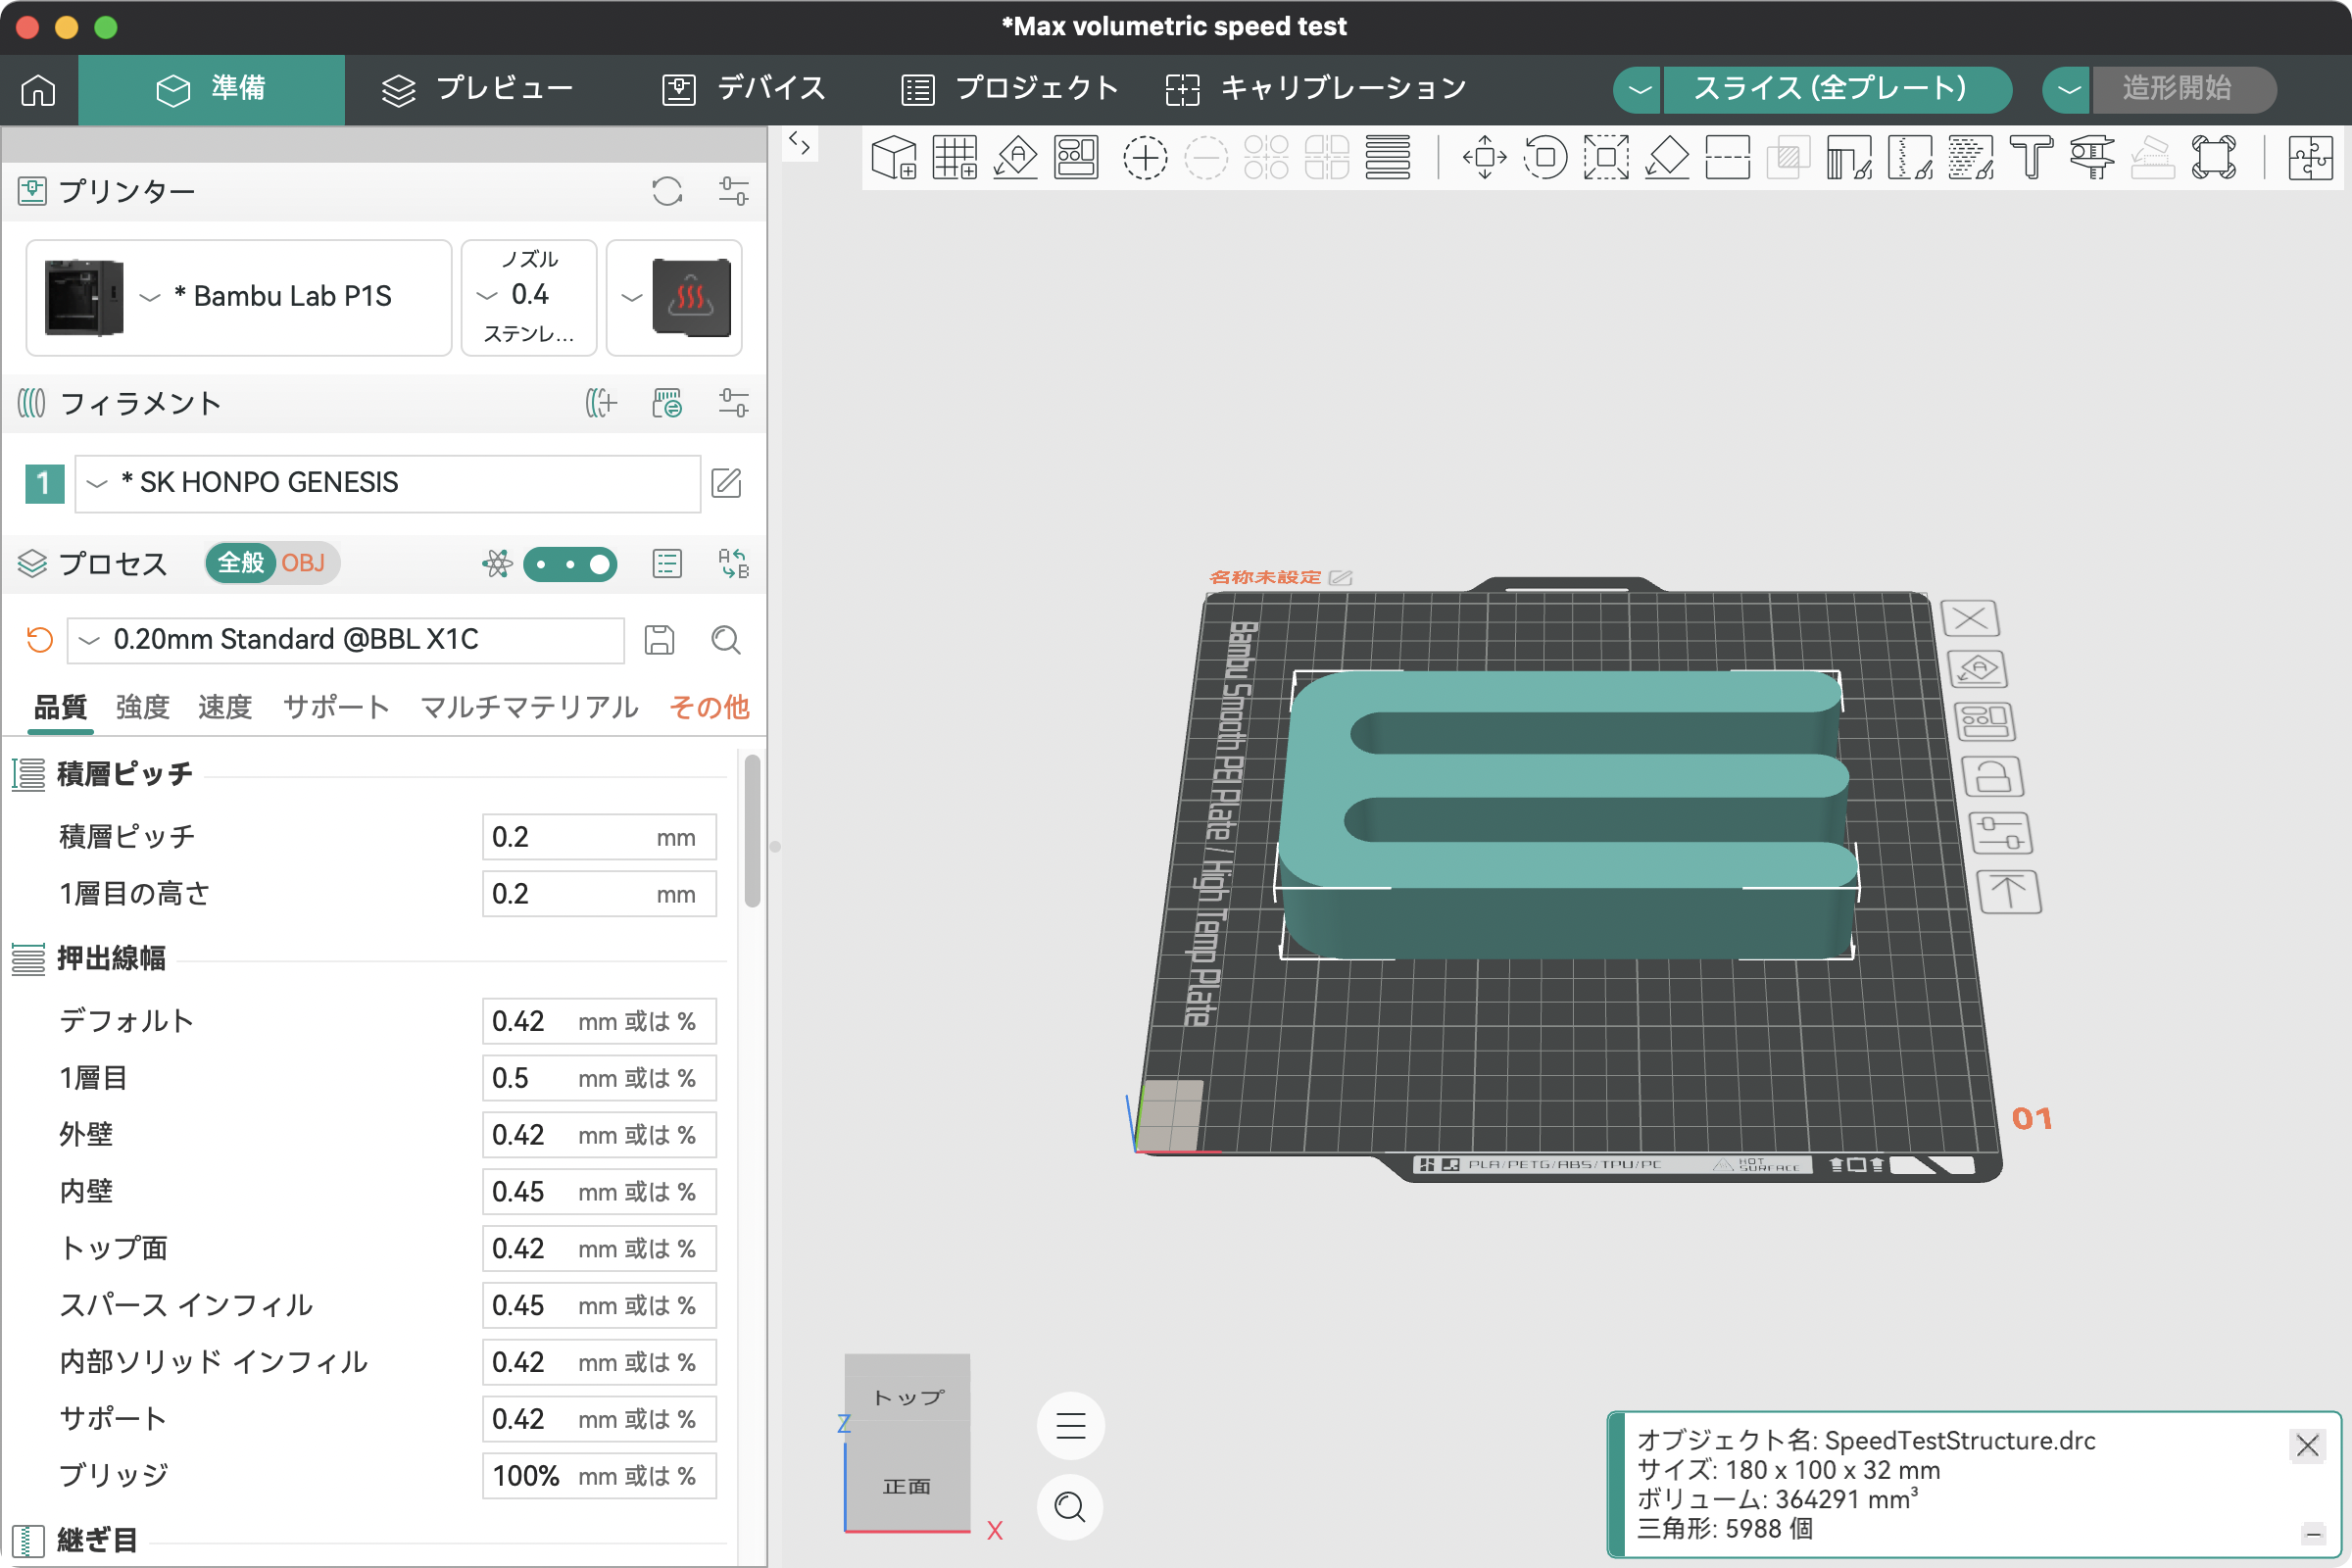 *Max volumetric speed test
準備
プレビュー
デバイス
プロジェクト
キャリブレーション
スライス (全プレート)
造形開始
プリンター
* Bambu Lab P1S
ノズル
0.4
ステンレ...
フィラメント
1
* SK HONPO GENESIS
プロセス
全般
OBJ
0.20mm Standard @BBL X1C
品質
強度
速度
サポート
マルチマテリアル
その他
積層ピッチ
積層ピッチ 0.2 mm
1層目の高さ 0.2 mm
押出線幅
デフォルト 0.42 mm 或は %
1層目 0.5 mm 或は %
外壁 0.42 mm 或は %
内壁 0.45 mm 或は %
トップ面 0.42 mm 或は %
スパース インフィル 0.45 mm 或は %
内部ソリッド インフィル 0.42 mm 或は %
サポート 0.42 mm 或は %
ブリッジ 100% mm 或は %
継ぎ目
名称未設定
Bambu Smooth PEI Plate / High Temp Plate
PLA/PETG/ABS/TPU/PC
HOT
SURFACE
01
トップ
正面
Z
X
オブジェクト名: SpeedTestStructure.drc
サイズ: 180 x 100 x 32 mm
ボリューム: 364291 mm³
三角形: 5988 個